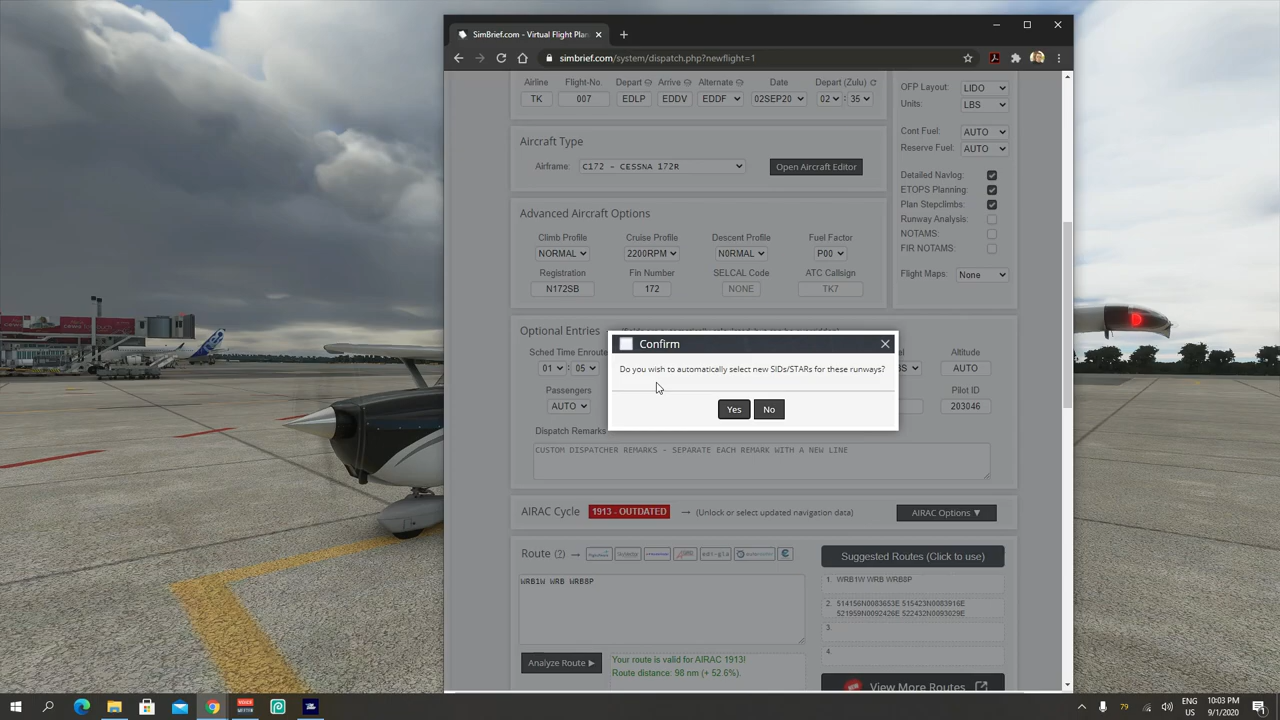 SimBrief.com - Virtual Flight Plan
simbrief.com/system/dispatch.php?newflight=1
Airline Flight-No. Depart Arrive Alternate Date Depart (Zulu)
TK 007 EDLP EDDV EDDF 02SEP20 02 : 35
OFP Layout: LIDO
Units: LBS
Cont Fuel: AUTO
Reserve Fuel: AUTO
Detailed Navlog:
ETOPS Planning:
Plan Stepclimbs:
Runway Analysis:
NOTAMS:
FIR NOTAMS:
Flight Maps: None
Aircraft Type
Airframe: C172 - CESSNA 172R Open Aircraft Editor
Advanced Aircraft Options
Climb Profile Cruise Profile Descent Profile Fuel Factor
NORMAL 2200RPM NORMAL P00
Registration Fin Number SELCAL Code ATC Callsign
N172SB 172 NONE TK7
Optional Entries
Sched Time Enroute Altitude
01 : 05 AUTO
Passengers Pilot ID
AUTO 203046
Confirm
Do you wish to automatically select new SIDs/STARs for these runways?
Yes No
Dispatch Remarks
CUSTOM DISPATCHER REMARKS - SEPARATE EACH REMARK WITH A NEW LINE
AIRAC Cycle 1913 - OUTDATED → (Unlock or select updated navigation data) AIRAC Options ▼
Route (?) →
WRB1W WRB WRB8P
Suggested Routes (Click to use)
1. WRB1W WRB WRB8P
2. 514156N0083653E 515423N0083916E
521959N0092426E 522432N0093029E
3.
4.
Analyze Route ▶
Your route is valid for AIRAC 1913!
Route distance: 98 nm (+ 52.6%).
View More Routes
79
ENG
US
10:03 PM
9/1/2020